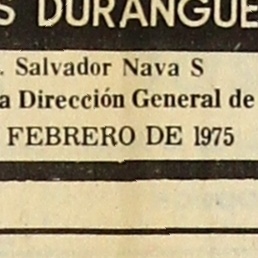 S DURANGUE
. Salvador Nava S
a Dirección General de
FEBRERO DE 1975